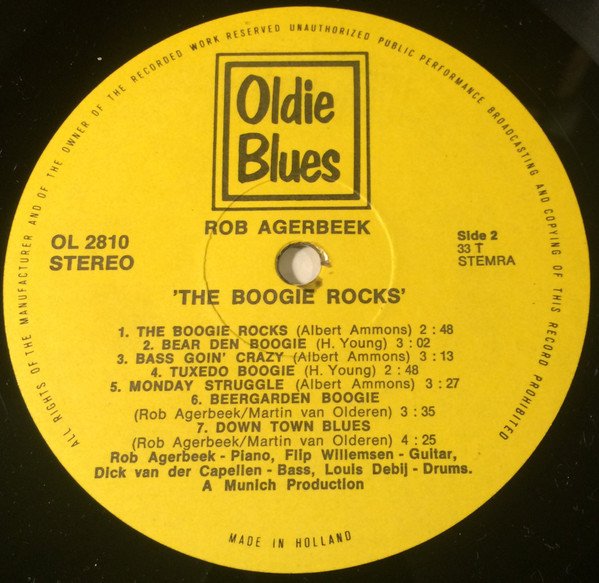 ALL RIGHTS OF THE MANUFACTURER AND OF THE OWNER OF THE RECORDED WORK RESERVED UNAUTHORIZED PUBLIC PERFORMANCE BROADCASTING AND COPYING OF THIS RECORD PROHIBITED
Oldie
Blues
ROB AGERBEEK
OL 2810
STEREO
Side 2
33 T
STEMRA
'THE BOOGIE ROCKS'
1. THE BOOGIE ROCKS (Albert Ammons) 2 : 48
2. BEAR DEN BOOGIE (H. Young) 3 : 02
3. BASS GOIN' CRAZY (Albert Ammons) 3 : 13
4. TUXEDO BOOGIE (H. Young) 2 : 48
5. MONDAY STRUGGLE (Albert Ammons) 3 : 27
6. BEERGARDEN BOOGIE
(Rob Agerbeek/Martin van Olderen) 3 : 35
7. DOWN TOWN BLUES
(Rob Agerbeek/Martin van Olderen) 4 : 25
Rob Agerbeek - Piano, Flip Willemsen - Guitar,
Dick van der Capellen - Bass, Louis Debij - Drums.
A Munich Production
MADE IN HOLLAND